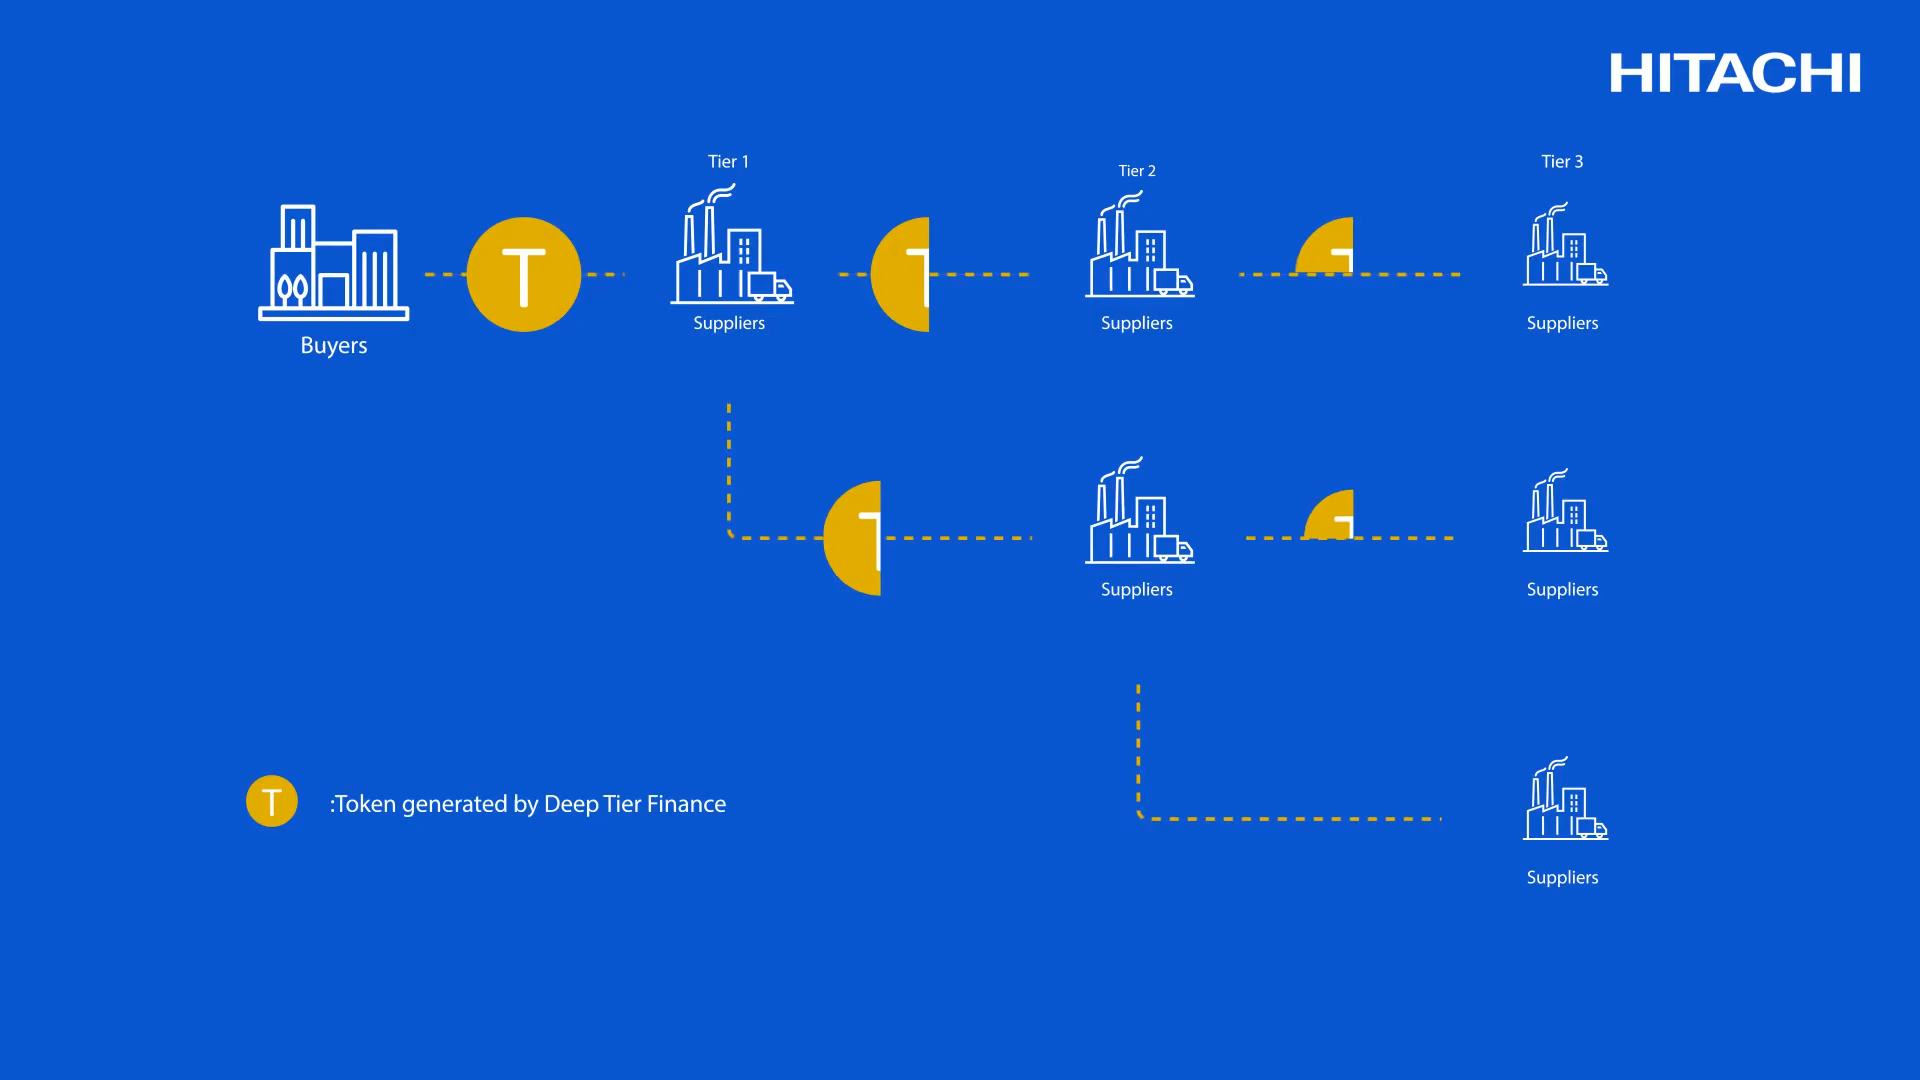 HITACHI
Tier 1
Tier 2
Tier 3
T
T
T
T
Suppliers
Suppliers
Suppliers
Buyers
T
T
Suppliers
Suppliers
T :Token generated by Deep Tier Finance
Suppliers